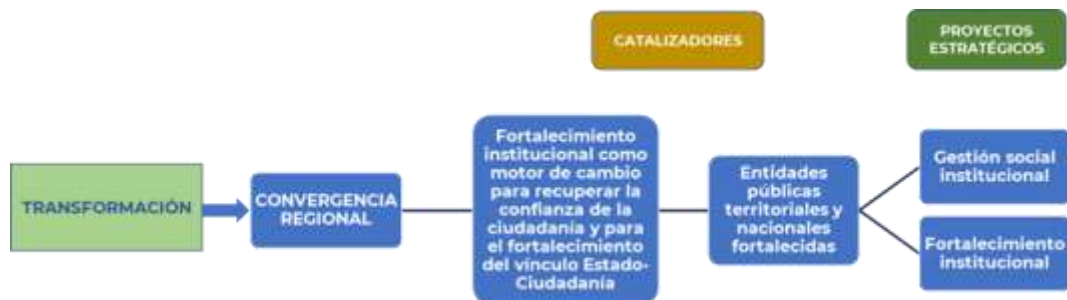 CATALIZADORES
PROYECTOS
ESTRATÉGICOS
TRANSFORMACIÓN
CONVERGENCIA
REGIONAL
Fortalecimiento
institucional como
motor de cambio
para recuperar la
confianza de la
ciudadanía y para
el fortalecimiento
del vínculo Estado-
Ciudadanía
Entidades
públicas
territoriales y
nacionales
fortalecidas
Gestión social
institucional
Fortalecimiento
institucional